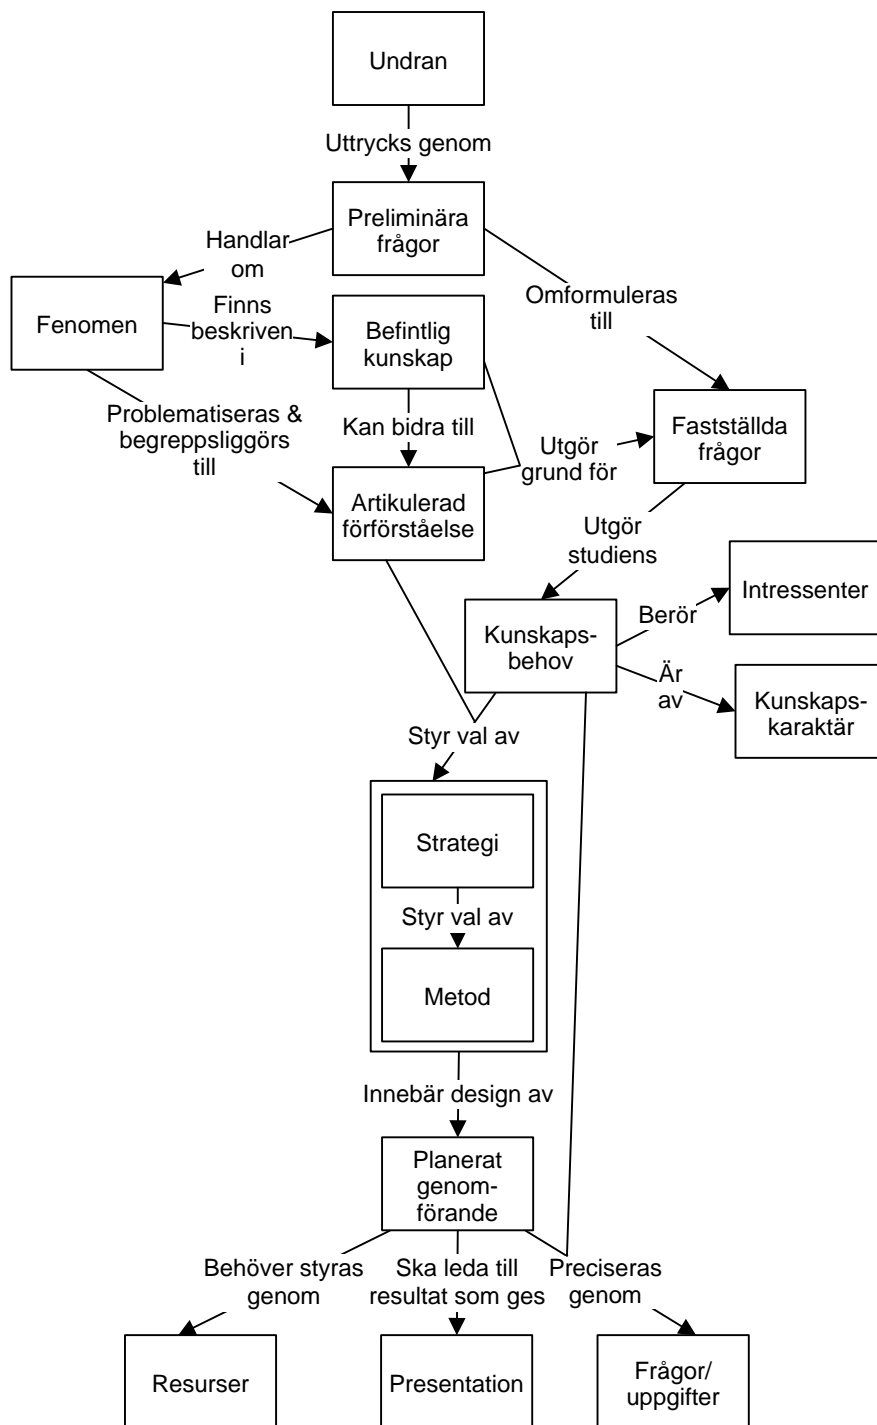 Undran
Uttrycks genom
Preliminära
frågor
Handlar
om
Omformuleras
till
Fenomen
Finns
beskriven
i
Befintlig
kunskap
Problematiseras &
begreppsliggörs
till
Kan bidra till
Utgör
grund för
Fastställda
frågor
Artikulerad
förförståelse
Utgör
studiens
Intressenter
Berör
Kunskaps-
behov
Är
av
Kunskaps-
karaktär
Styr val av
Strategi
Styr val av
Metod
Innebär design av
Planerat
genom-
förande
Behöver styras
genom
Ska leda till
resultat som ges
Preciseras
genom
Resurser
Presentation
Frågor/
uppgifter